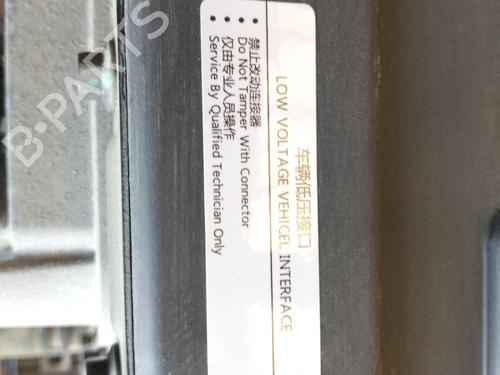 车辆低压接口
LOW VOLTAGE VEHICEL INTERFACE
• 禁止改动连接器
• Do Not Tamper With Connector
• 仅由专业人员操作
• Service By Qualified Technician Only
B-PARTS